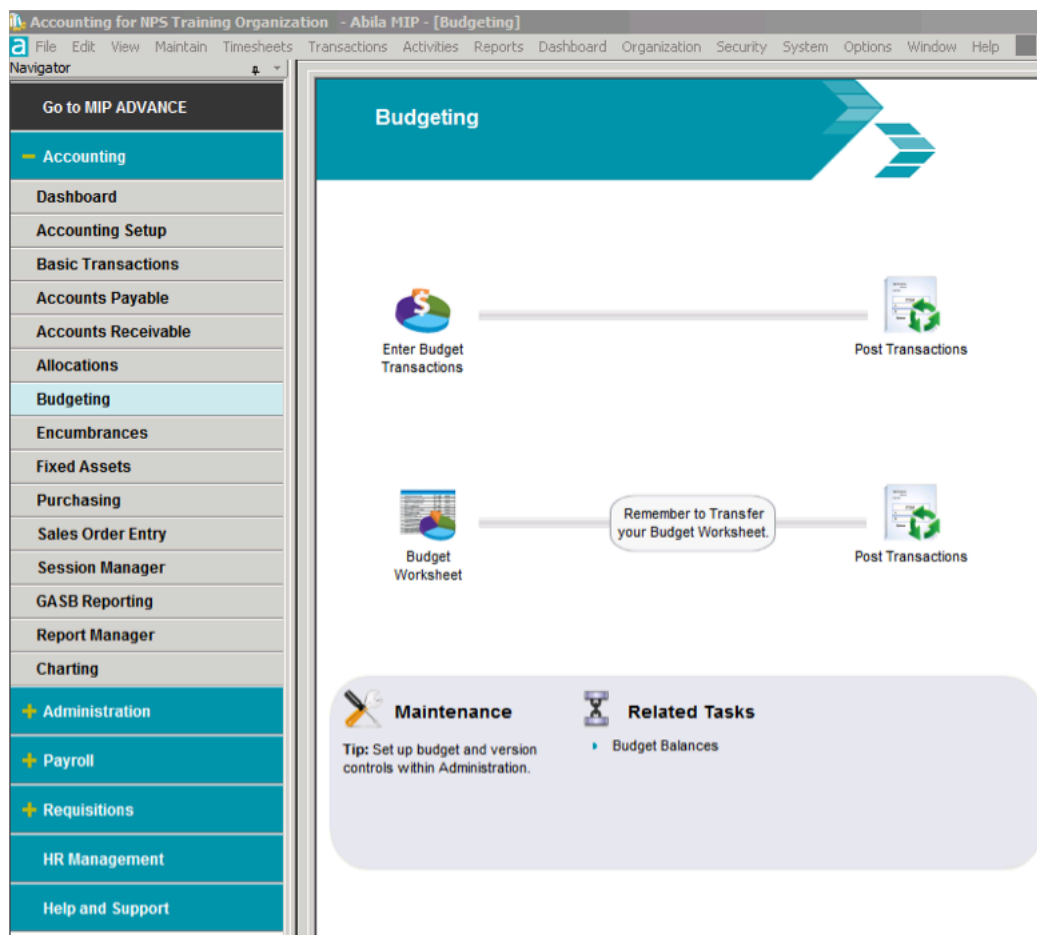 Accounting for NPS Training Organization - Abila MIP - [Budgeting]
File Edit View Maintain Timesheets Transactions Activities Reports Dashboard Organization Security System Options Window Help
Navigator
Go to MIP ADVANCE
Accounting
Dashboard
Accounting Setup
Basic Transactions
Accounts Payable
Accounts Receivable
Allocations
Budgeting
Encumbrances
Fixed Assets
Purchasing
Sales Order Entry
Session Manager
GASB Reporting
Report Manager
Charting
Administration
Payroll
Requisitions
HR Management
Help and Support
Budgeting
Enter Budget
Transactions
Post Transactions
Budget
Worksheet
Remember to Transfer
your Budget Worksheet.
Post Transactions
Maintenance
Tip: Set up budget and version
controls within Administration.
Related Tasks
Budget Balances